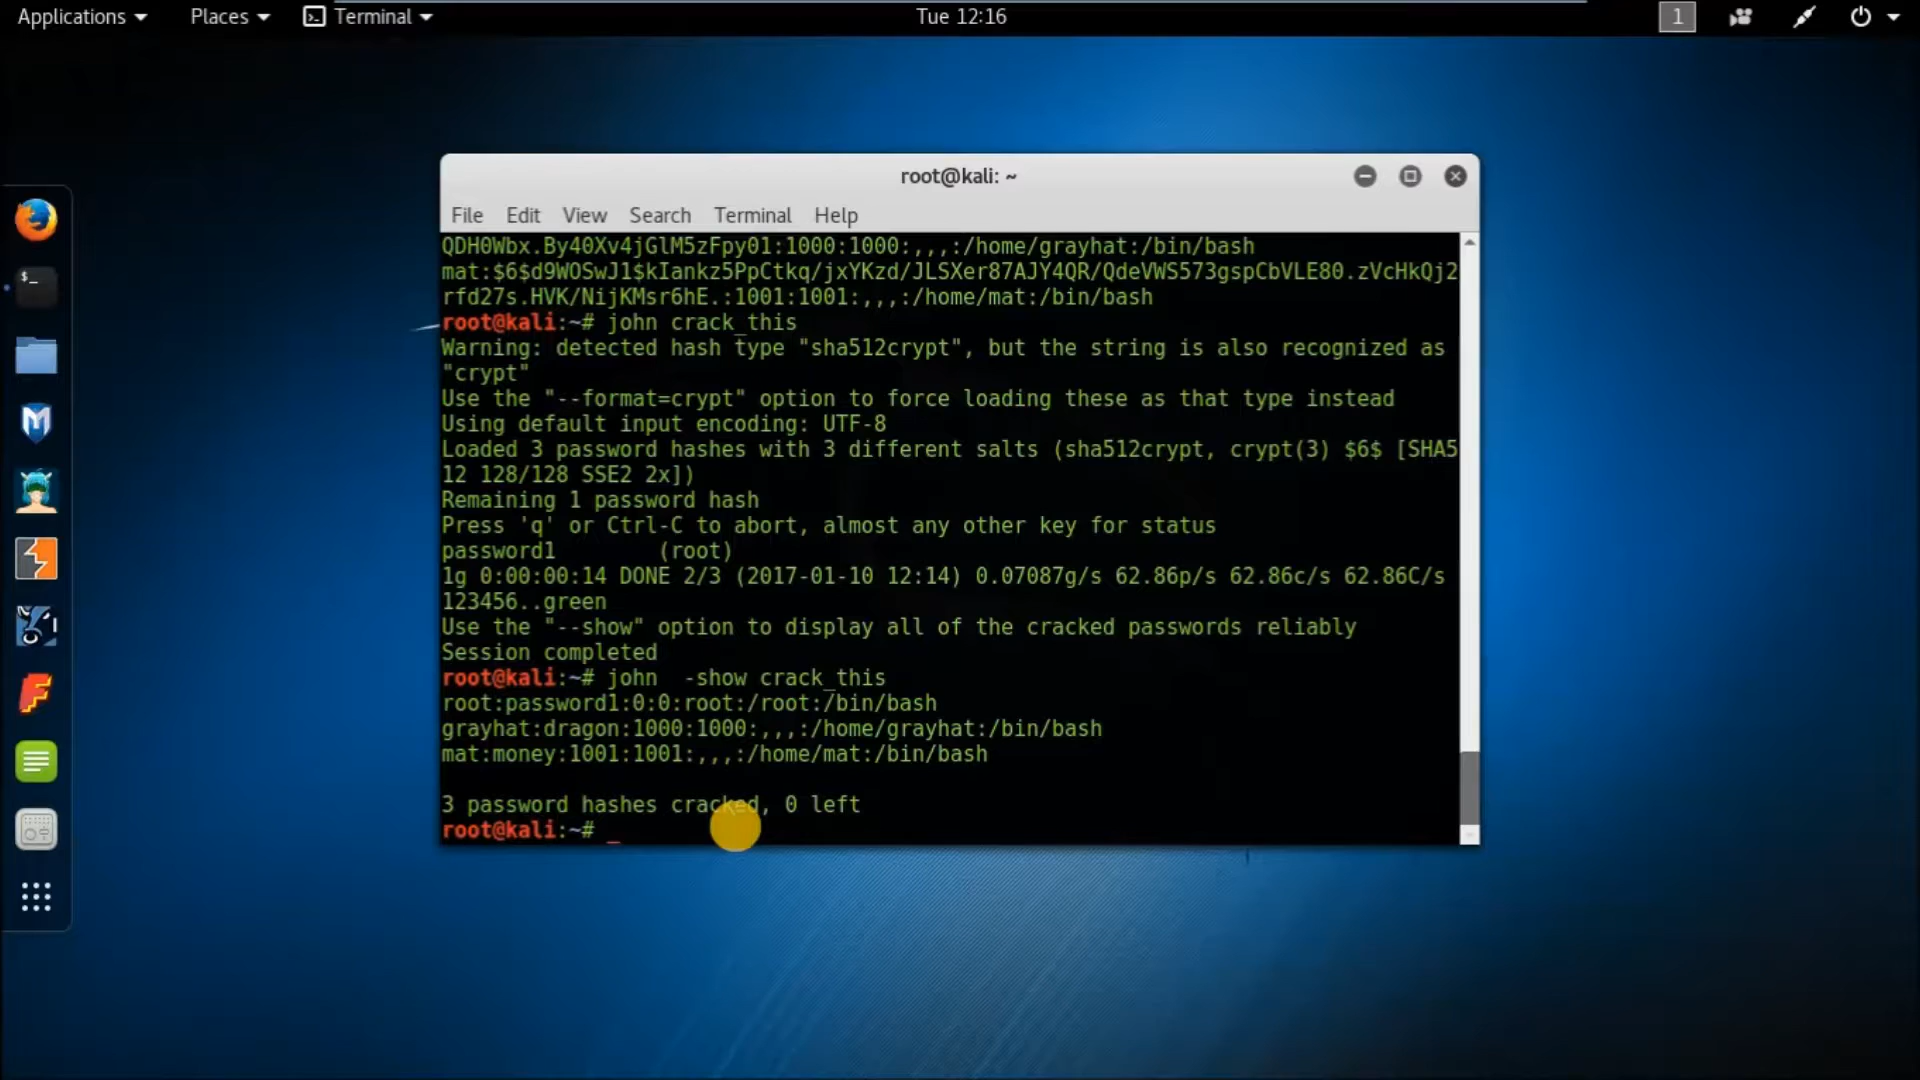 Applications Places Terminal Tue 12:16 1
root@kali: ~
File Edit View Search Terminal Help
QDH0Wbx.By40Xv4jGlM5zFpy01:1000:1000:,,,:/home/grayhat:/bin/bash
mat:$6$d9WOSwJ1$kIankz5PpCtkq/jxYKzd/JLSXer87AJY4QR/QdeVWS573gspCbVLE80.zVcHkQj2
rfd27s.HVK/NijKMsr6hE.:1001:1001:,,,:/home/mat:/bin/bash
root@kali:~# john crack_this
Warning: detected hash type "sha512crypt", but the string is also recognized as
"crypt"
Use the "--format=crypt" option to force loading these as that type instead
Using default input encoding: UTF-8
Loaded 3 password hashes with 3 different salts (sha512crypt, crypt(3) $6$ [SHA5
12 128/128 SSE2 2x])
Remaining 1 password hash
Press 'q' or Ctrl-C to abort, almost any other key for status
password1        (root)
1g 0:00:00:14 DONE 2/3 (2017-01-10 12:14) 0.07087g/s 62.86p/s 62.86c/s 62.86C/s
123456..green
Use the "--show" option to display all of the cracked passwords reliably
Session completed
root@kali:~# john  -show crack_this
root:password1:0:0:root:/root:/bin/bash
grayhat:dragon:1000:1000:,,,:/home/grayhat:/bin/bash
mat:money:1001:1001:,,,:/home/mat:/bin/bash
3 password hashes cracked, 0 left
root@kali:~# _